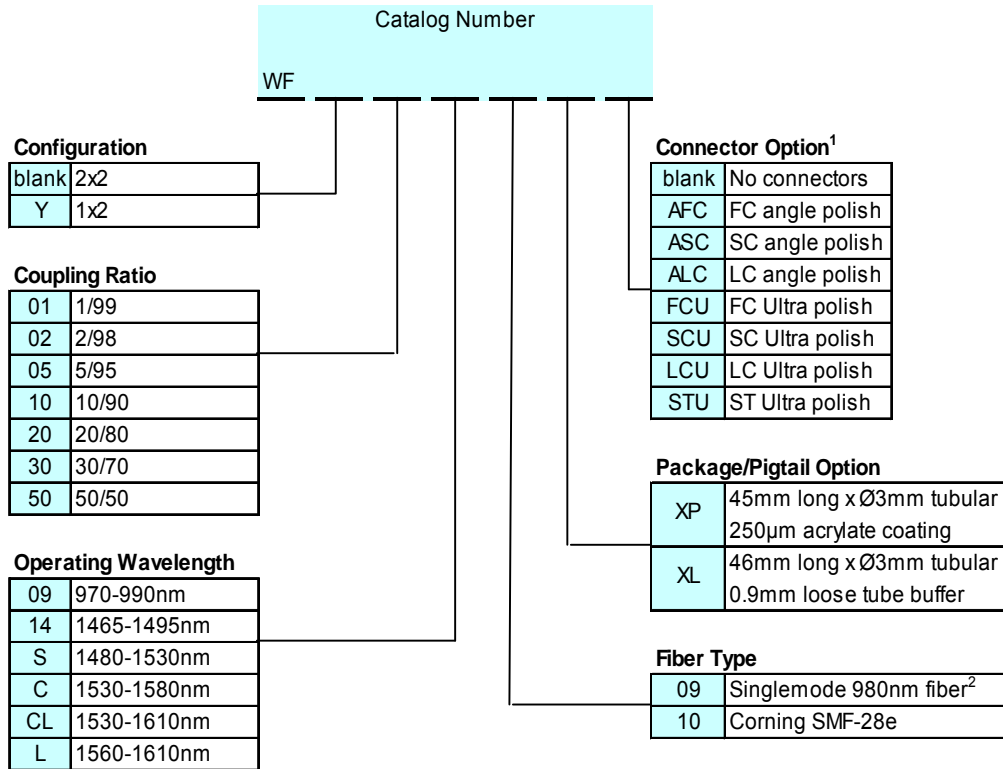 Catalog Number
WF
Configuration
blank 2x2
Y 1x2
Coupling Ratio
01 1/99
02 2/98
05 5/95
10 10/90
20 20/80
30 30/70
50 50/50
Operating Wavelength
09 970-990nm
14 1465-1495nm
S 1480-1530nm
C 1530-1580nm
CL 1530-1610nm
L 1560-1610nm
Connector Option¹
blank No connectors
AFC FC angle polish
ASC SC angle polish
ALC LC angle polish
FCU FC Ultra polish
SCU SC Ultra polish
LCU LC Ultra polish
STU ST Ultra polish
Package/Pigtail Option
XP 45mm long x Ø3mm tubular
250µm acrylate coating
XL 46mm long x Ø3mm tubular
0.9mm loose tube buffer
Fiber Type
09 Singlemode 980nm fiber²
10 Corning SMF-28e